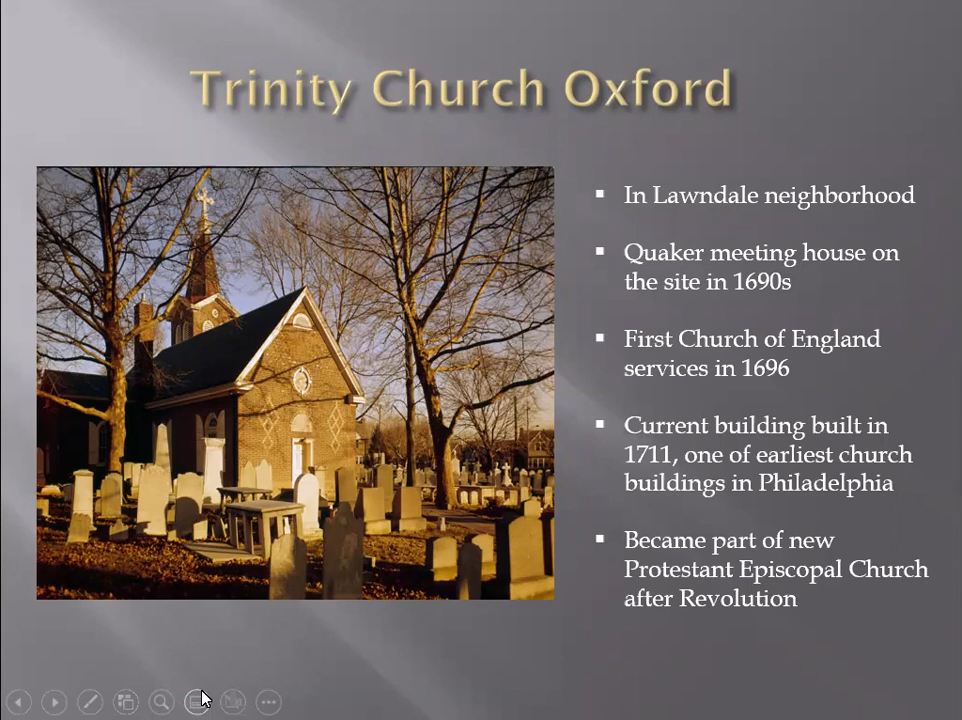 Trinity Church Oxford
▪ In Lawndale neighborhood
▪ Quaker meeting house on
the site in 1690s
▪ First Church of England
services in 1696
▪ Current building built in
1711, one of earliest church
buildings in Philadelphia
▪ Became part of new
Protestant Episcopal Church
after Revolution